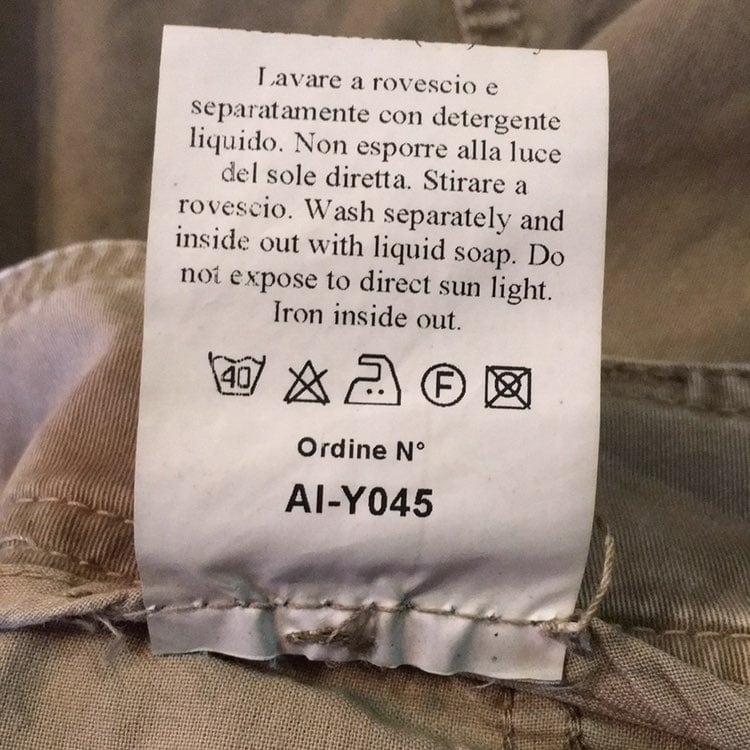 Lavare a rovescio e
separatamente con detergente
liquido. Non esporre alla luce
del sole diretta. Stirare a
rovescio. Wash separately and
inside out with liquid soap. Do
not expose to direct sun light.
Iron inside out.
40 F
Ordine N°
AI-Y045